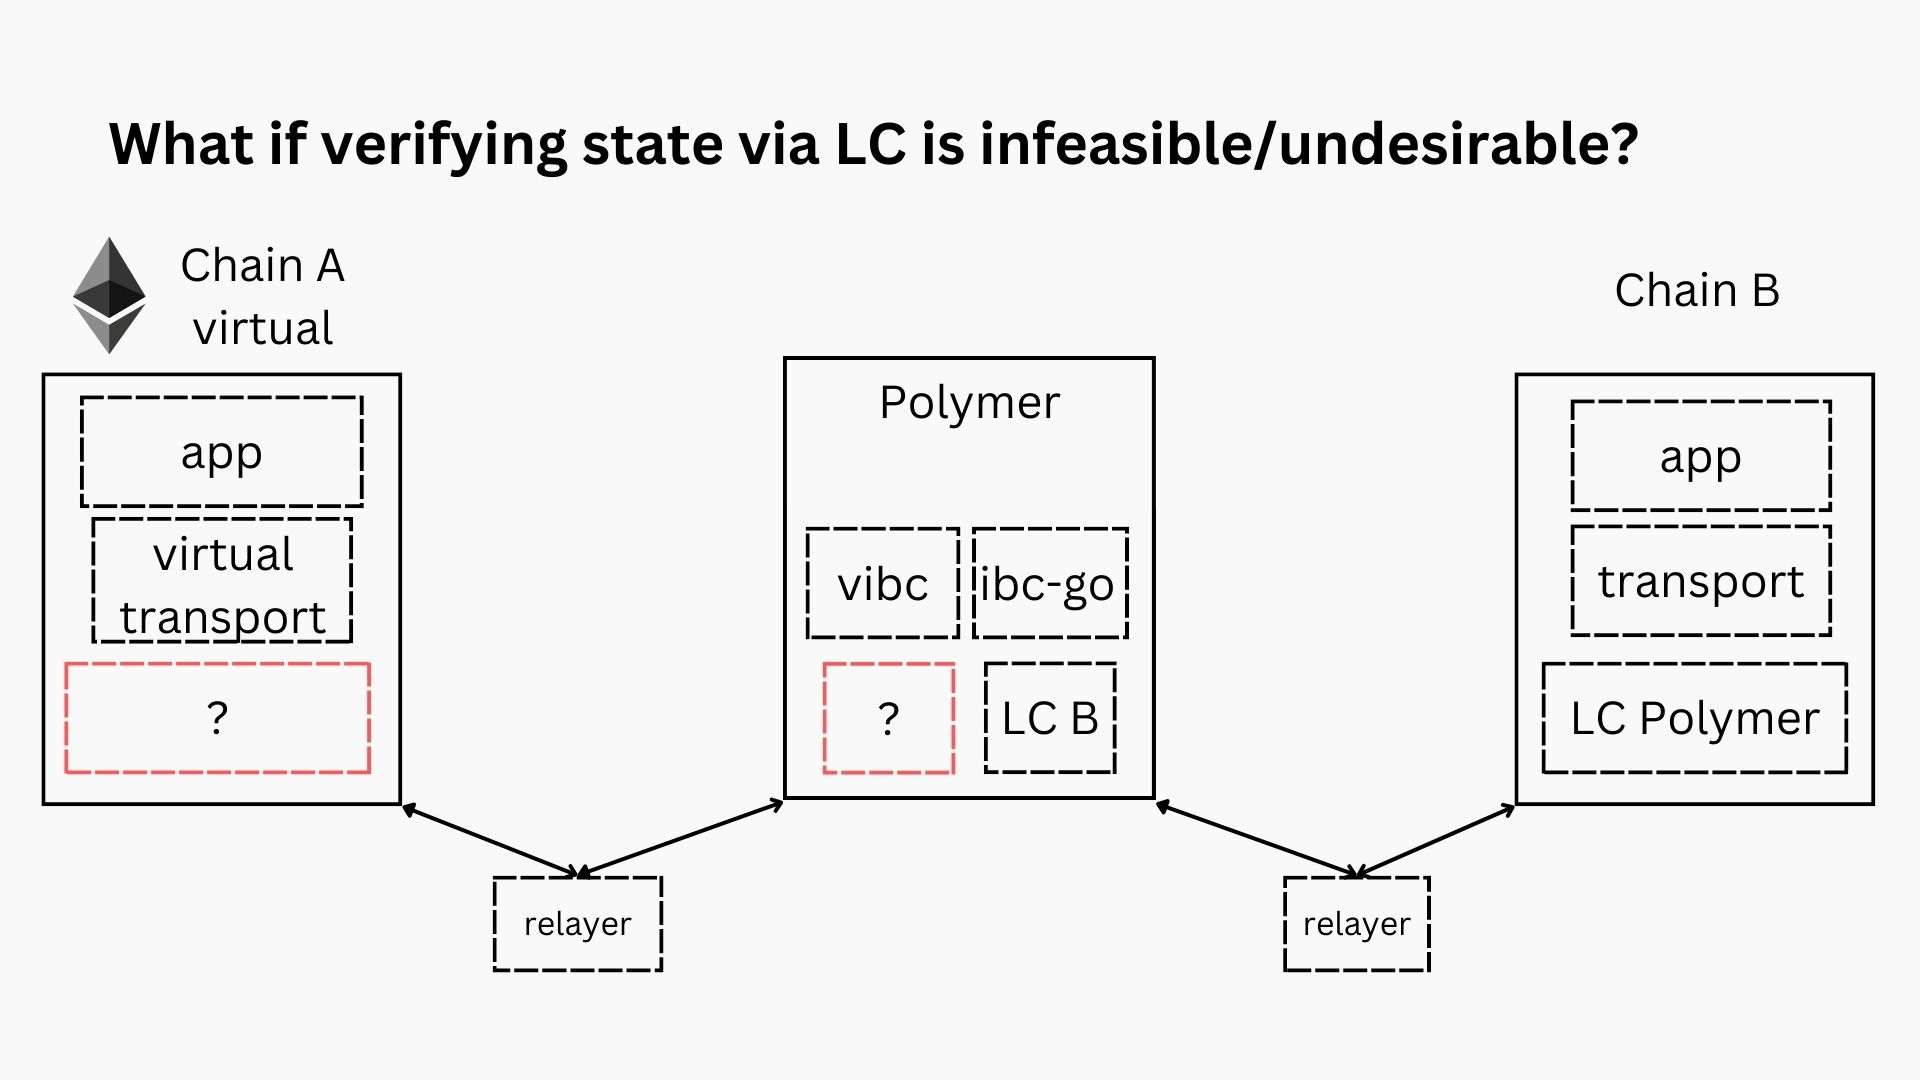 What if verifying state via LC is infeasible/undesirable?
Chain A
virtual
Chain B
app
virtual
transport
?
Polymer
vibc
ibc-go
?
LC B
app
transport
LC Polymer
relayer
relayer